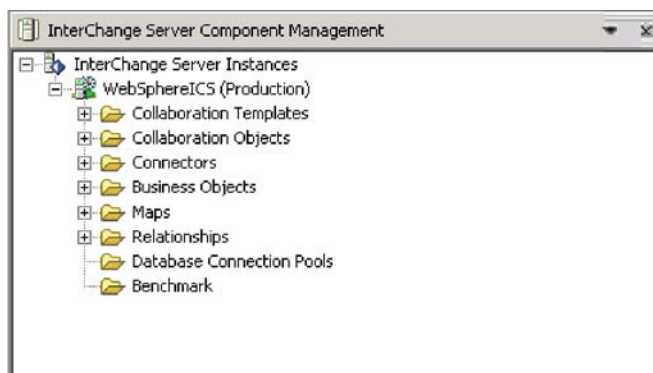 InterChange Server Component Management
InterChange Server Instances
WebSphereICS (Production)
Collaboration Templates
Collaboration Objects
Connectors
Business Objects
Maps
Relationships
Database Connection Pools
Benchmark